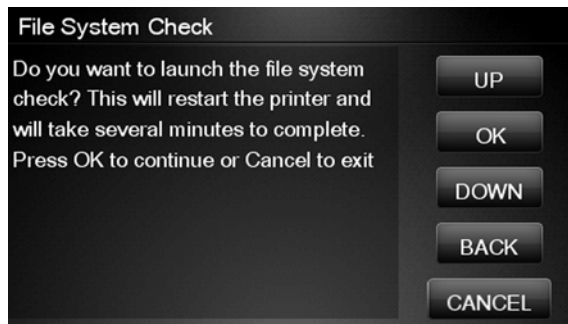 File System Check
Do you want to launch the file system
check? This will restart the printer and
will take several minutes to complete.
Press OK to continue or Cancel to exit
UP
OK
DOWN
BACK
CANCEL